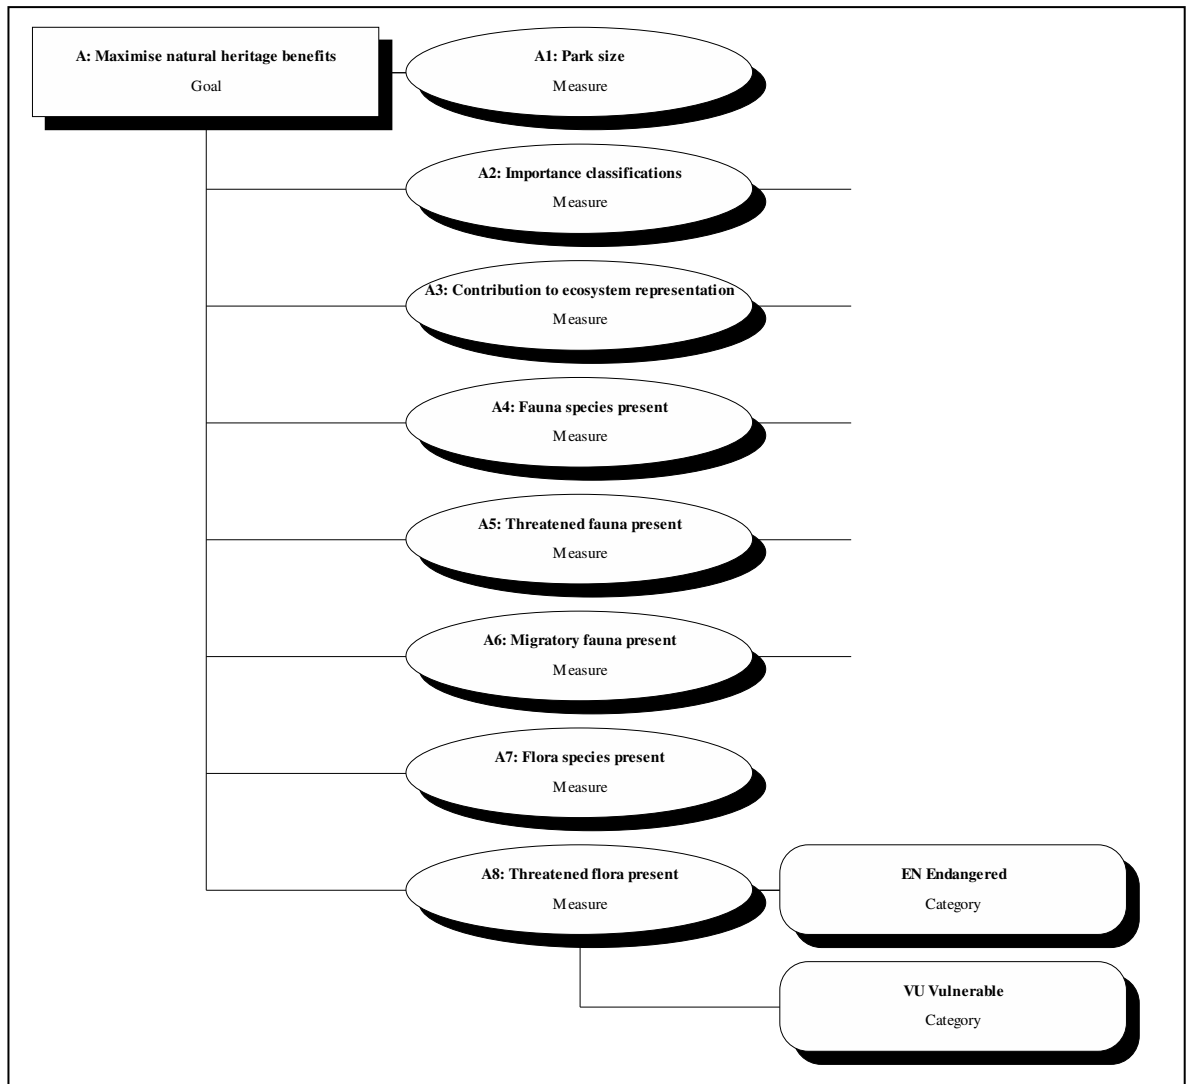 A: Maximise natural heritage benefits
Goal
A1: Park size
Measure
A2: Importance classifications
Measure
A3: Contribution to ecosystem representation
Measure
A4: Fauna species present
Measure
A5: Threatened fauna present
Measure
A6: Migratory fauna present
Measure
A7: Flora species present
Measure
A8: Threatened flora present
Measure
EN Endangered
Category
VU Vulnerable
Category